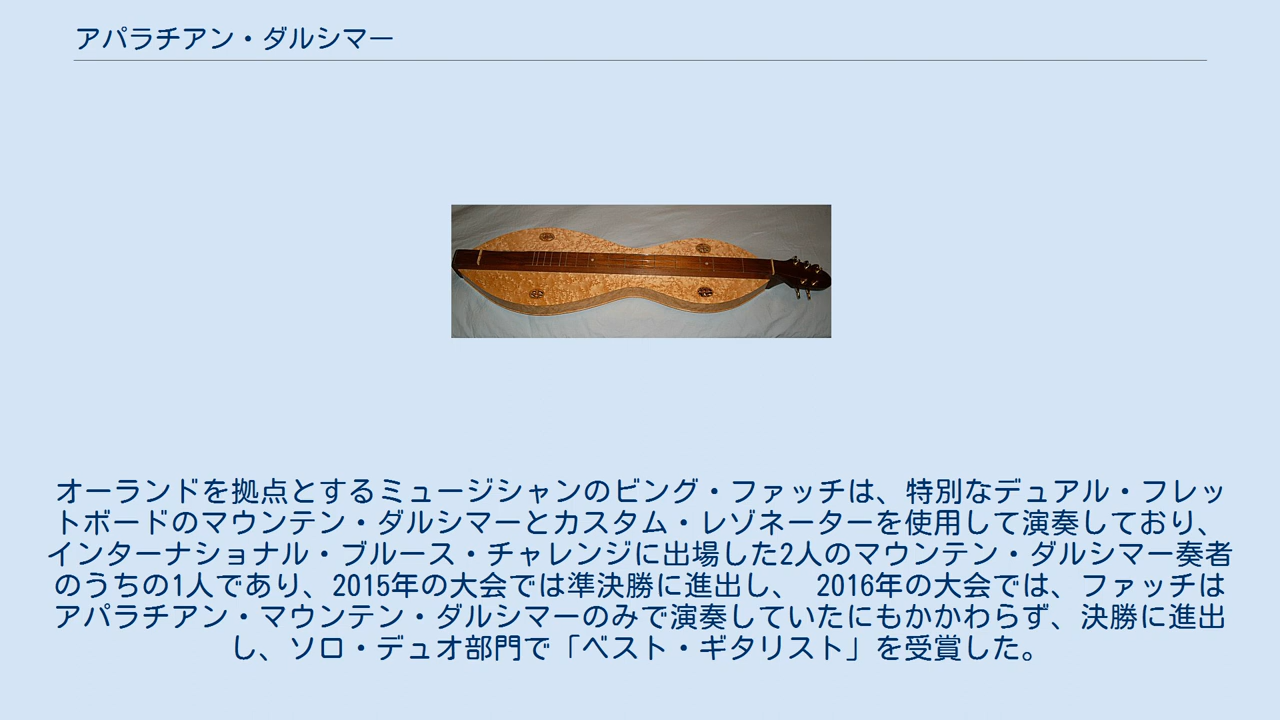 アパラチアン・ダルシマー
オーランドを拠点とするミュージシャンのビング・ファッチは、特別なデュアル・フレッ
トボードのマウンテン・ダルシマーとカスタム・レゾネーターを使用して演奏しており、
インターナショナル・ブルース・チャレンジに出場した2人のマウンテン・ダルシマー奏者
のうちの1人であり、2015年の大会では準決勝に進出し、 2016年の大会では、ファッチは
アパラチアン・マウンテン・ダルシマーのみで演奏していたにもかかわらず、決勝に進出
し、ソロ・デュオ部門で「ベスト・ギタリスト」を受賞した。